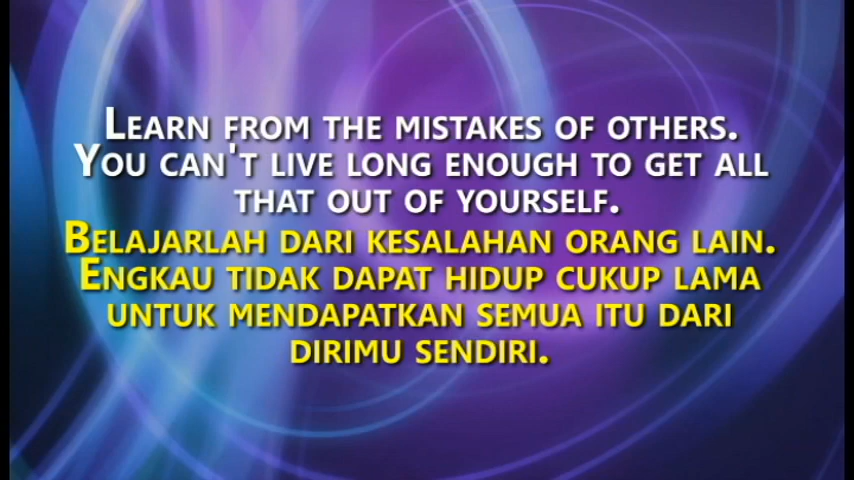 Learn from the mistakes of others.
You can't live long enough to get all
that out of yourself.
Belajarlah dari kesalahan orang lain.
Engkau tidak dapat hidup cukup lama
untuk mendapatkan semua itu dari
dirimu sendiri.